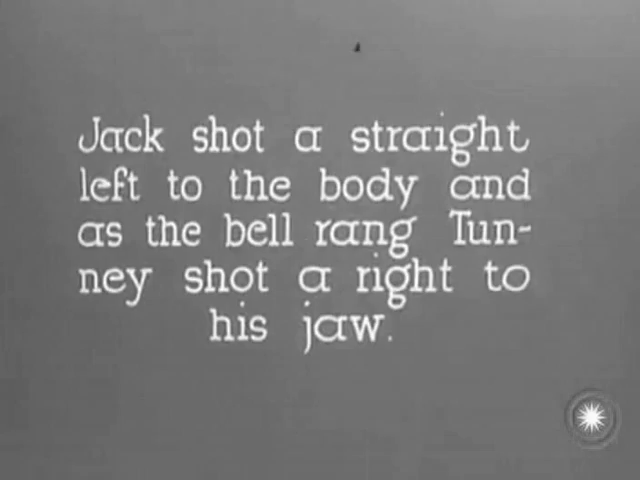 Jack shot a straight
left to the body and
as the bell rang Tun-
ney shot a right to
his jaw.